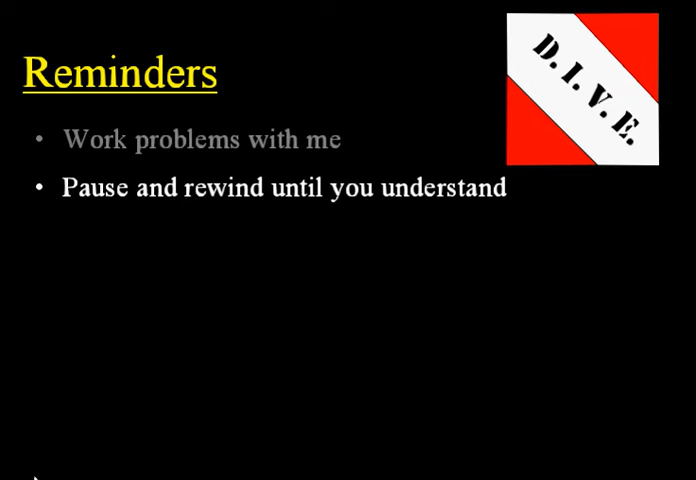 Reminders
D.I.V.E.
• Work problems with me
• Pause and rewind until you understand